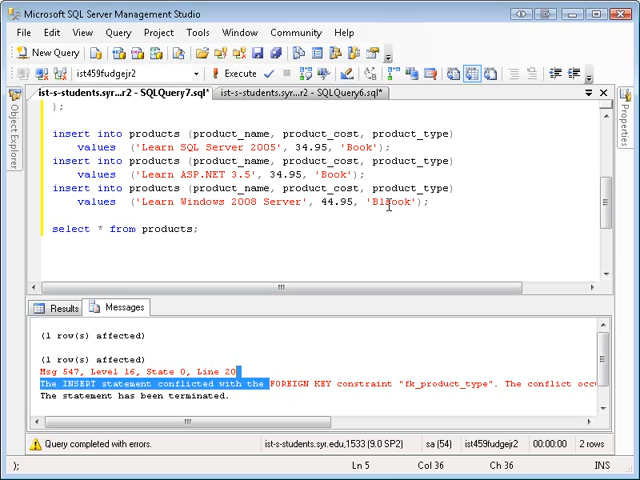 Microsoft SQL Server Management Studio
File Edit View Query Project Tools Window Community Help
New Query
ist459fudgejr2 Execute
ist-s-students.syr...r2 - SQLQuery7.sql* ist-s-students.syr...r2 - SQLQuery6.sql*
Object Explorer
Properties
);
insert into products (product_name, product_cost, product_type)
values ('Learn SQL Server 2005', 34.95, 'Book');
insert into products (product_name, product_cost, product_type)
values ('Learn ASP.NET 3.5', 34.95, 'Book');
insert into products (product_name, product_cost, product_type)
values ('Learn Windows 2008 Server', 44.95, 'Book');
select * from products;
Results Messages
(1 row(s) affected)
(1 row(s) affected)
Msg 547, Level 16, State 0, Line 20
The INSERT statement conflicted with the FOREIGN KEY constraint "fk_product_type". The conflict occu
The statement has been terminated.
Query completed with errors. ist-s-students.syr.edu,1533 (9.0 SP2) sa (54) ist459fudgejr2 00:00:00 2 rows
); Ln 5 Col 36 Ch 36 INS